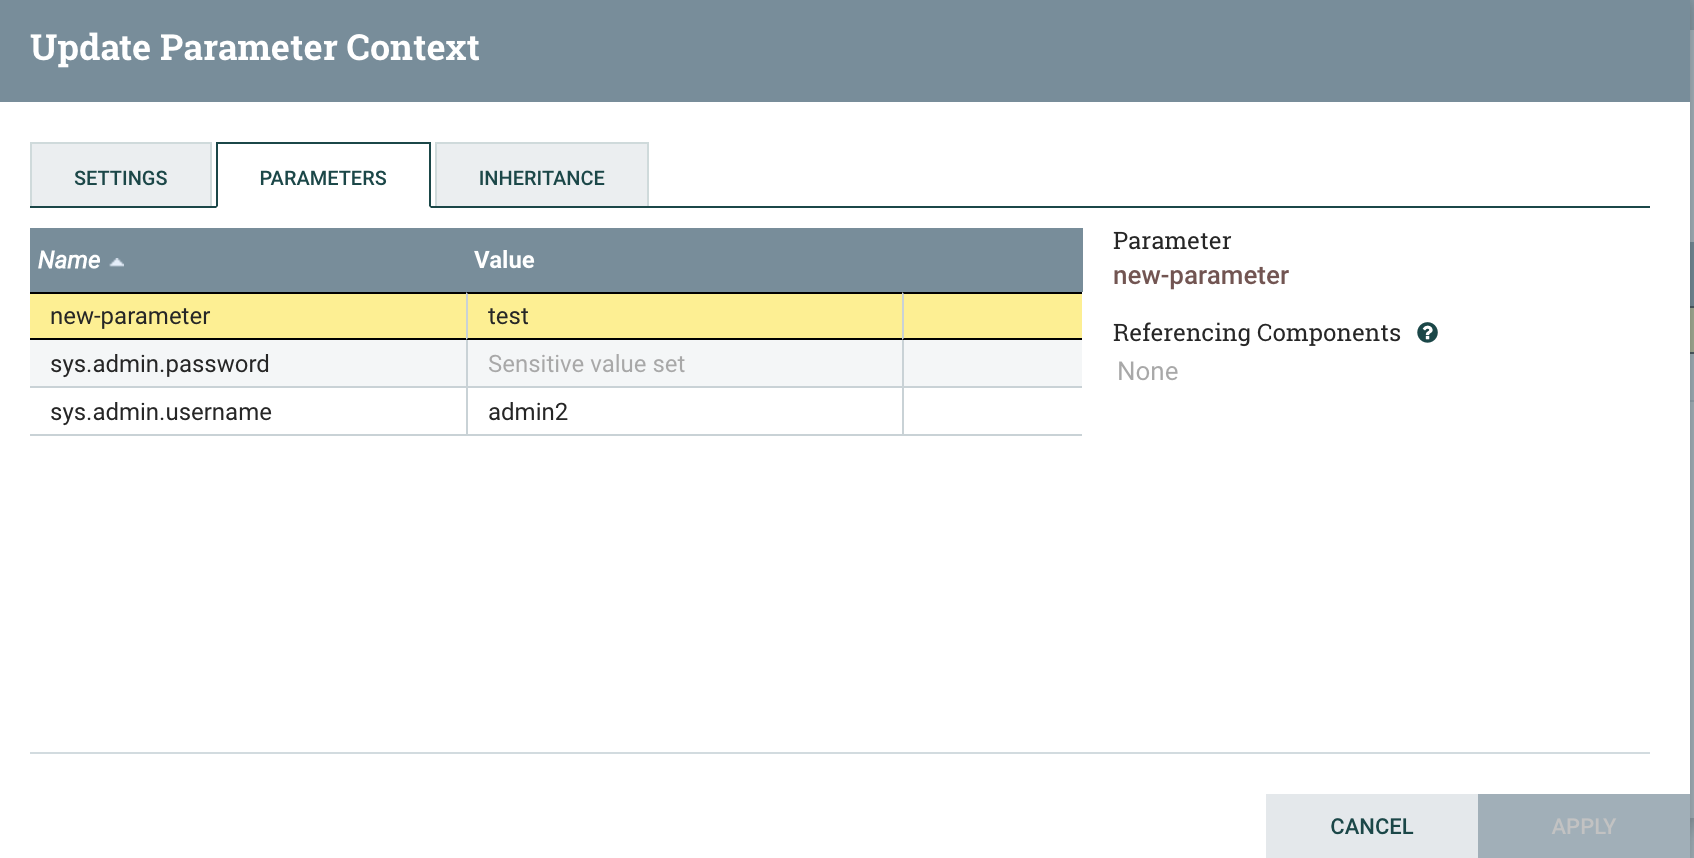 Update Parameter Context
SETTINGS PARAMETERS INHERITANCE
Name Value
new-parameter test
sys.admin.password Sensitive value set
sys.admin.username admin2
Parameter
new-parameter
Referencing Components ?
None
CANCEL APPLY